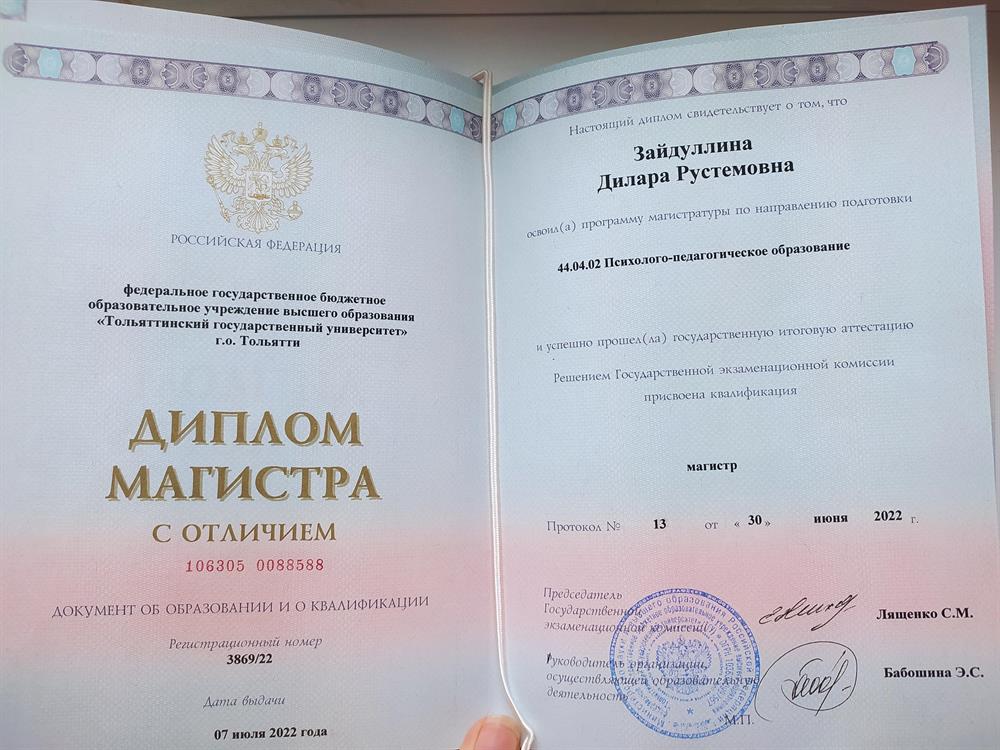 РОССИЙСКАЯ ФЕДЕРАЦИЯ
федеральное государственное бюджетное
образовательное учреждение высшего образования
«Тольяттинский государственный университет»
г.о. Тольятти
ДИПЛОМ
МАГИСТРА
С ОТЛИЧИЕМ
106305 0088588
ДОКУМЕНТ ОБ ОБРАЗОВАНИИ И О КВАЛИФИКАЦИИ
Регистрационный номер
3869/22
Дата выдачи
07 июля 2022 года
Настоящий диплом свидетельствует о том, что
Зайдуллина
Дилара Рустемовна
освоил(а) программу магистратуры по направлению подготовки
44.04.02 Психолого-педагогическое образование
и успешно прошел(ла) государственную итоговую аттестацию
Решением Государственной экзаменационной комиссии
присвоена квалификация
магистр
Протокол № 13 от « 30 » июня 2022 г.
Председатель
Государственной
экзаменационной комиссии
Лященко С.М.
Руководитель организации,
осуществляющей образовательную
деятельность
Бабошина Э.С.
М.П.